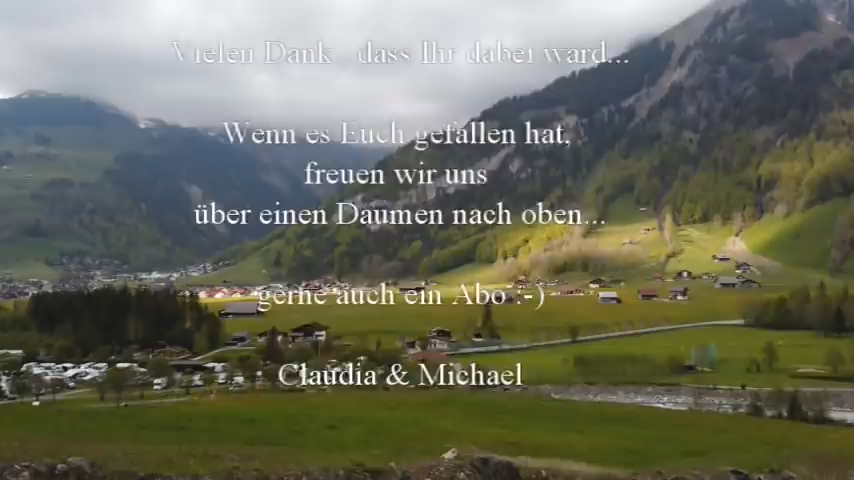 Vielen Dank, dass Ihr dabei ward...
Wenn es Euch gefallen hat,
freuen wir uns
über einen Daumen nach oben...
gerne auch ein Abo :-)
Claudia & Michael